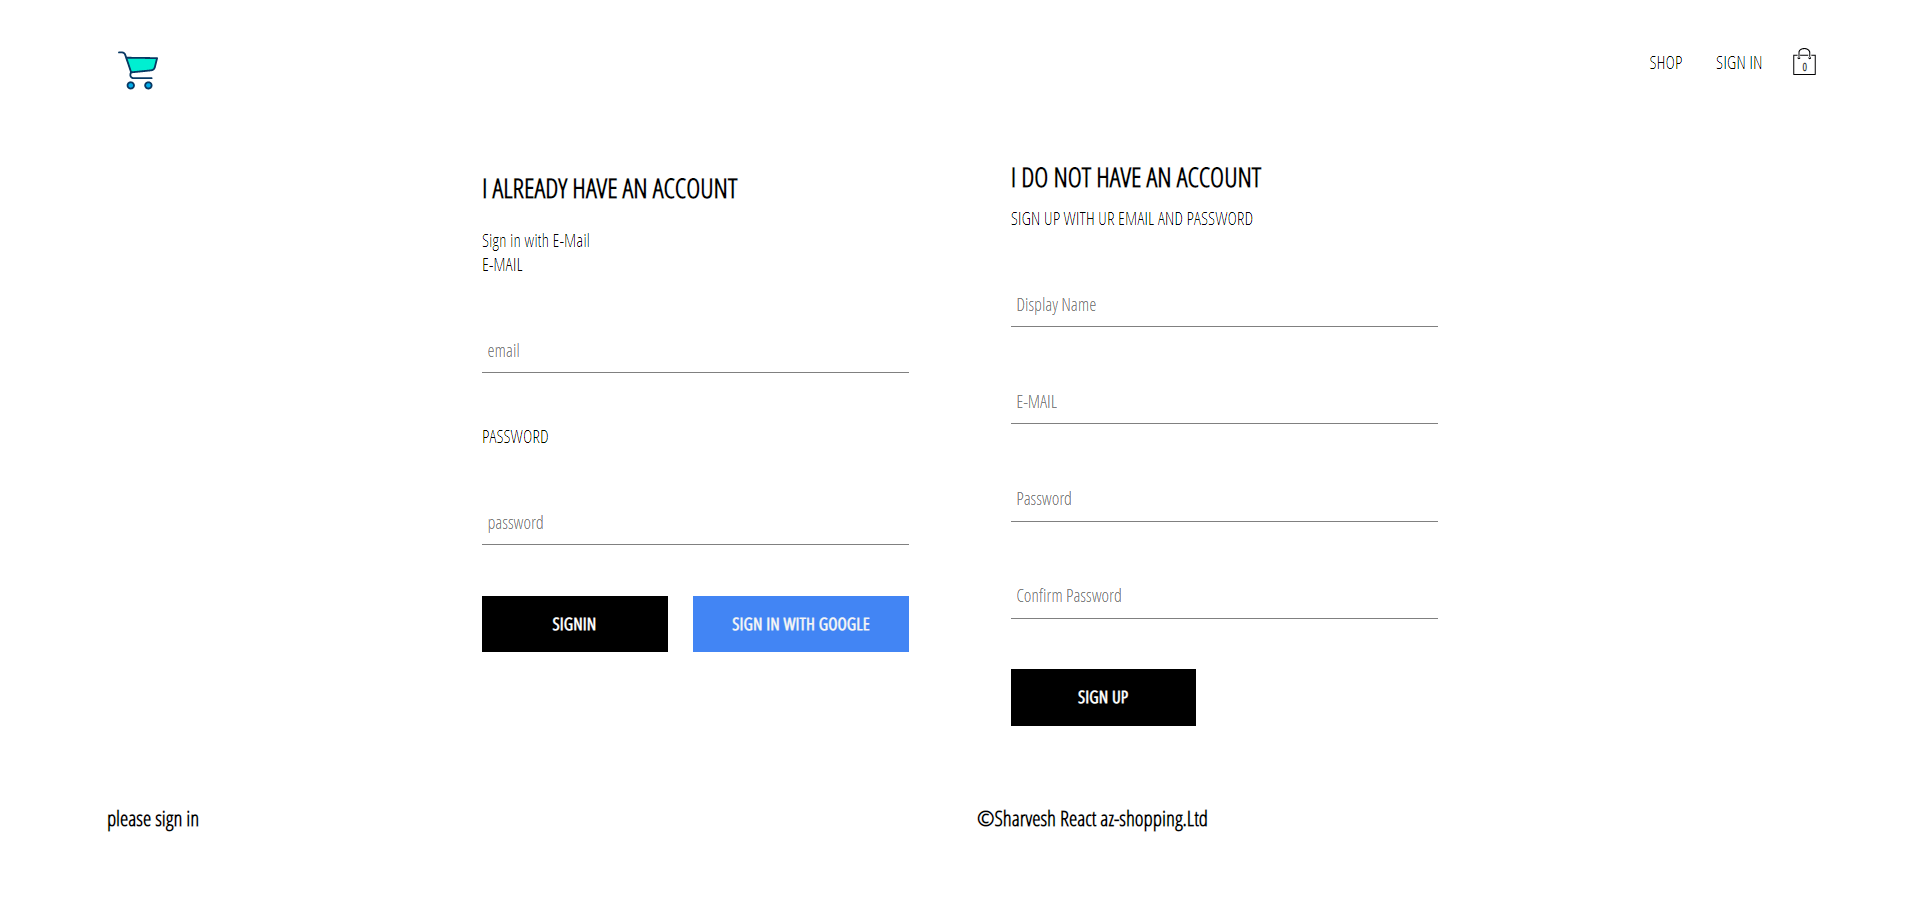 SHOP
SIGN IN
0
I ALREADY HAVE AN ACCOUNT
Sign in with E-Mail
E-MAIL
email
PASSWORD
password
SIGNIN
SIGN IN WITH GOOGLE
I DO NOT HAVE AN ACCOUNT
SIGN UP WITH UR EMAIL AND PASSWORD
Display Name
E-MAIL
Password
Confirm Password
SIGN UP
please sign in
©Sharvesh React az-shopping.Ltd